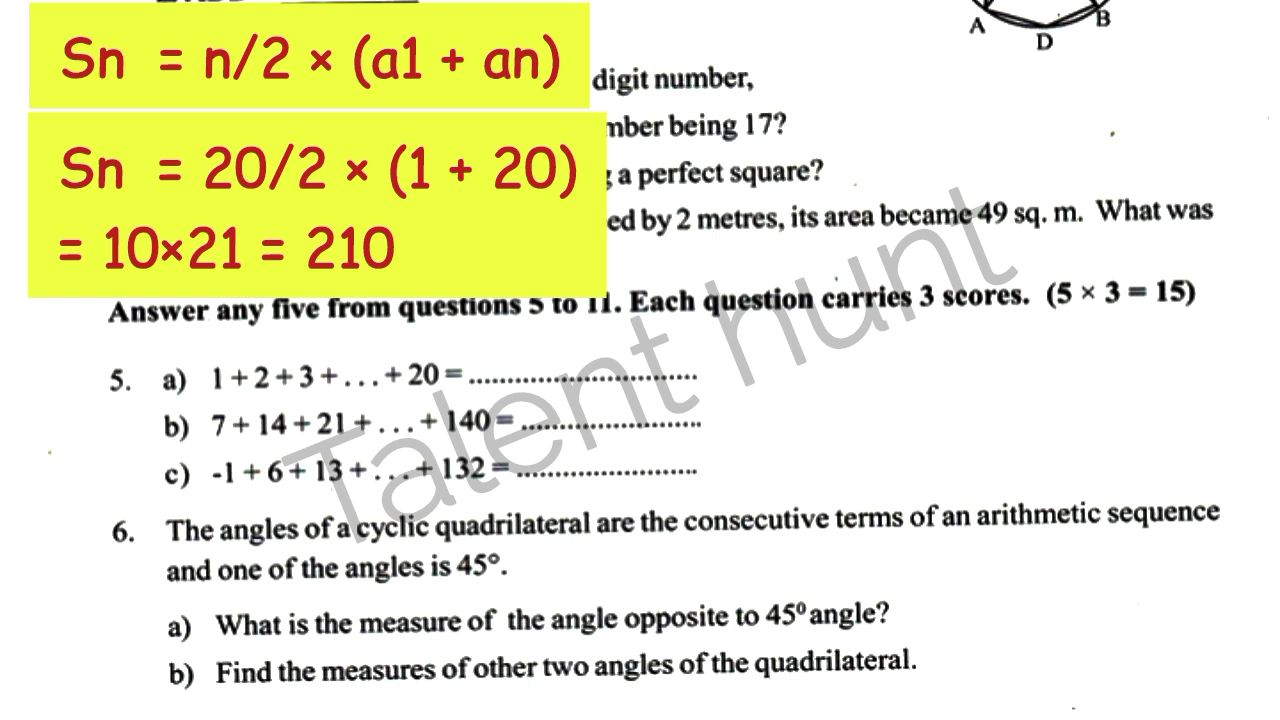 Sn = n/2 × (a1 + an)
Sn = 20/2 × (1 + 20)
= 10×21 = 210
A
B
D
digit number,
being 17?
a perfect square?
by 2 metres, its area became 49 sq. m. What was
Answer any five from questions 5 to 11. Each question carries 3 scores. (5 × 3 = 15)
5. a) 1 + 2 + 3 + . . . + 20 = ..............................
b) 7 + 14 + 21 + . . . + 140 = ........................
c) -1 + 6 + 13 + . . . + 132 = ........................
6. The angles of a cyclic quadrilateral are the consecutive terms of an arithmetic sequence
and one of the angles is 45°.
a) What is the measure of the angle opposite to 45⁰ angle?
b) Find the measures of other two angles of the quadrilateral.
Talent hunt